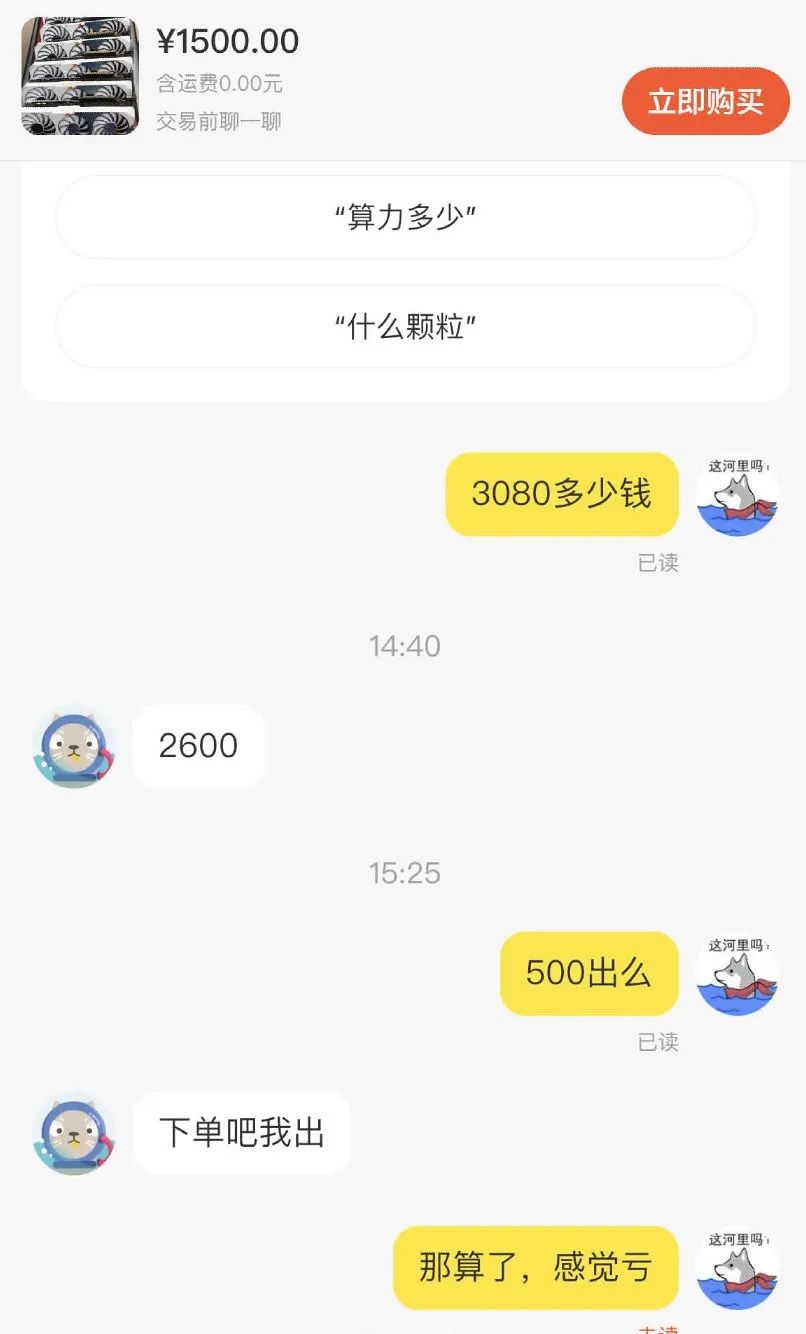 ¥1500.00
含运费0.00元
交易前聊一聊
立即购买
“算力多少”
“什么颗粒”
3080多少钱
这河里吗
已读
14:40
2600
15:25
500出么
这河里吗
已读
下单吧我出
那算了，感觉亏
这河里吗
未读